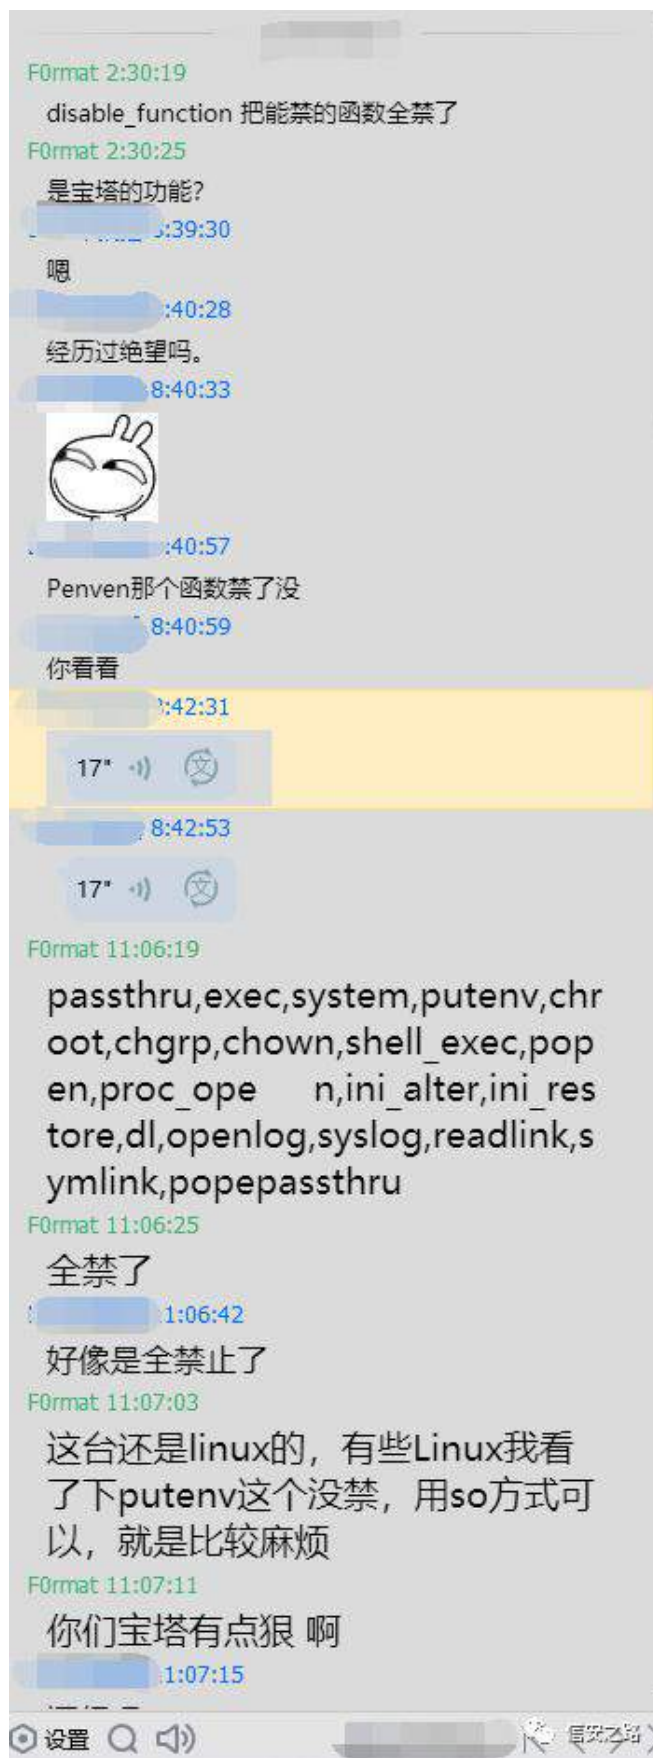 F0rmat 2:30:19
disable_function 把能禁的函数全禁了
F0rmat 2:30:25
是宝塔的功能?
:39:30
嗯
:40:28
经历过绝望吗。
8:40:33
:40:57
Penven那个函数禁了没
8:40:59
你看看
:42:31
17"
文
8:42:53
17"
文
F0rmat 11:06:19
passthru,exec,system,putenv,chr
oot,chgrp,chown,shell_exec,pop
en,proc_ope n,ini_alter,ini_res
tore,dl,openlog,syslog,readlink,s
ymlink,popepassthru
F0rmat 11:06:25
全禁了
1:06:42
好像是全禁止了
F0rmat 11:07:03
这台还是linux的，有些Linux我看
了下putenv这个没禁，用so方式可
以，就是比较麻烦
F0rmat 11:07:11
你们宝塔有点狠 啊
1:07:15
设置
信安之路